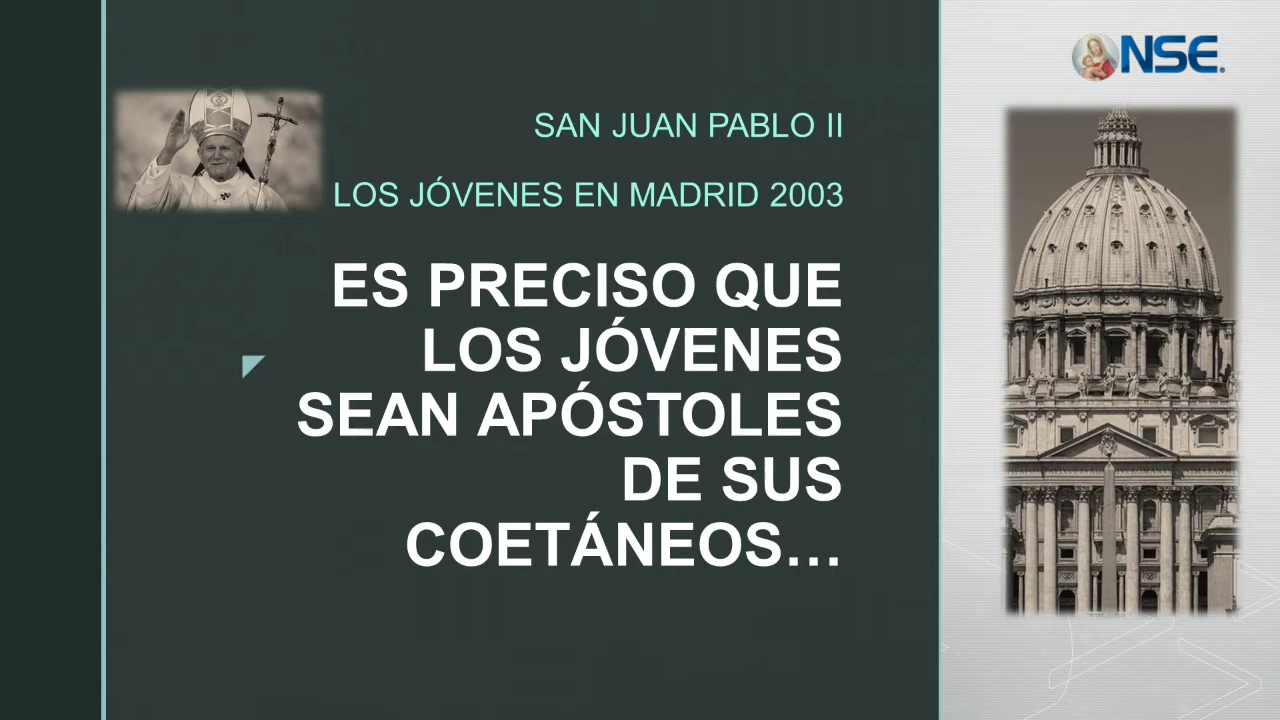 NSE
SAN JUAN PABLO II
LOS JÓVENES EN MADRID 2003
ES PRECISO QUE
LOS JÓVENES
SEAN APÓSTOLES
DE SUS
COETÁNEOS…